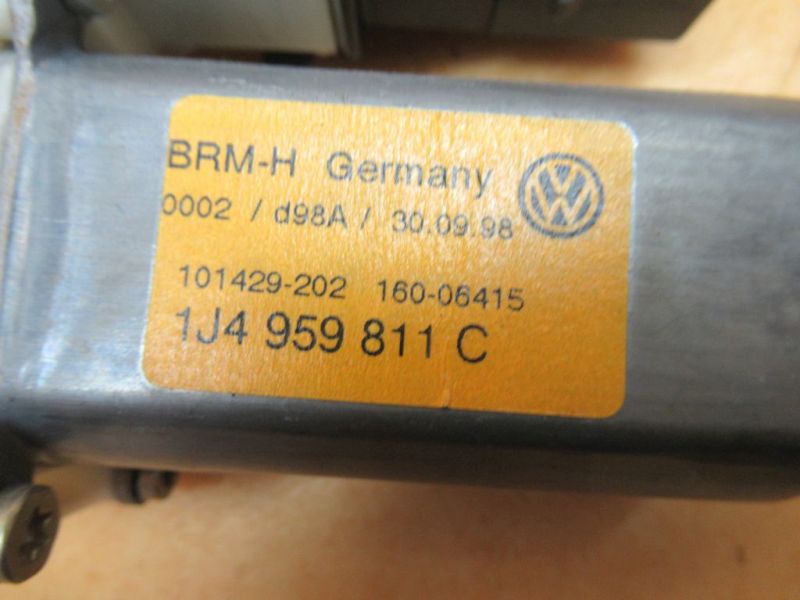 BRM-H Germany
0002 / d98A / 30.09.98
101429-202 160-06415
1J4 959 811 C